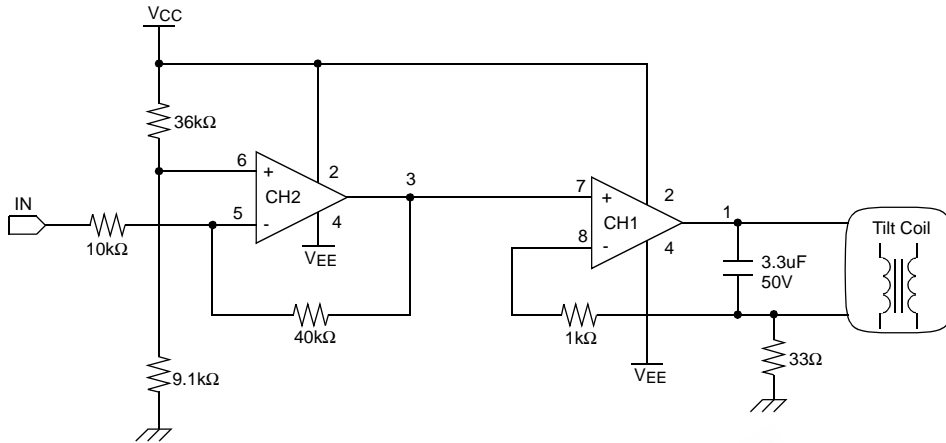 VCC
36kΩ
6
+
2
3
7
+
2
1
IN
CH2
5
-
4
8
-
CH1
4
Tilt Coil
10kΩ
VEE
3.3uF
50V
40kΩ
1kΩ
33Ω
9.1kΩ
VEE